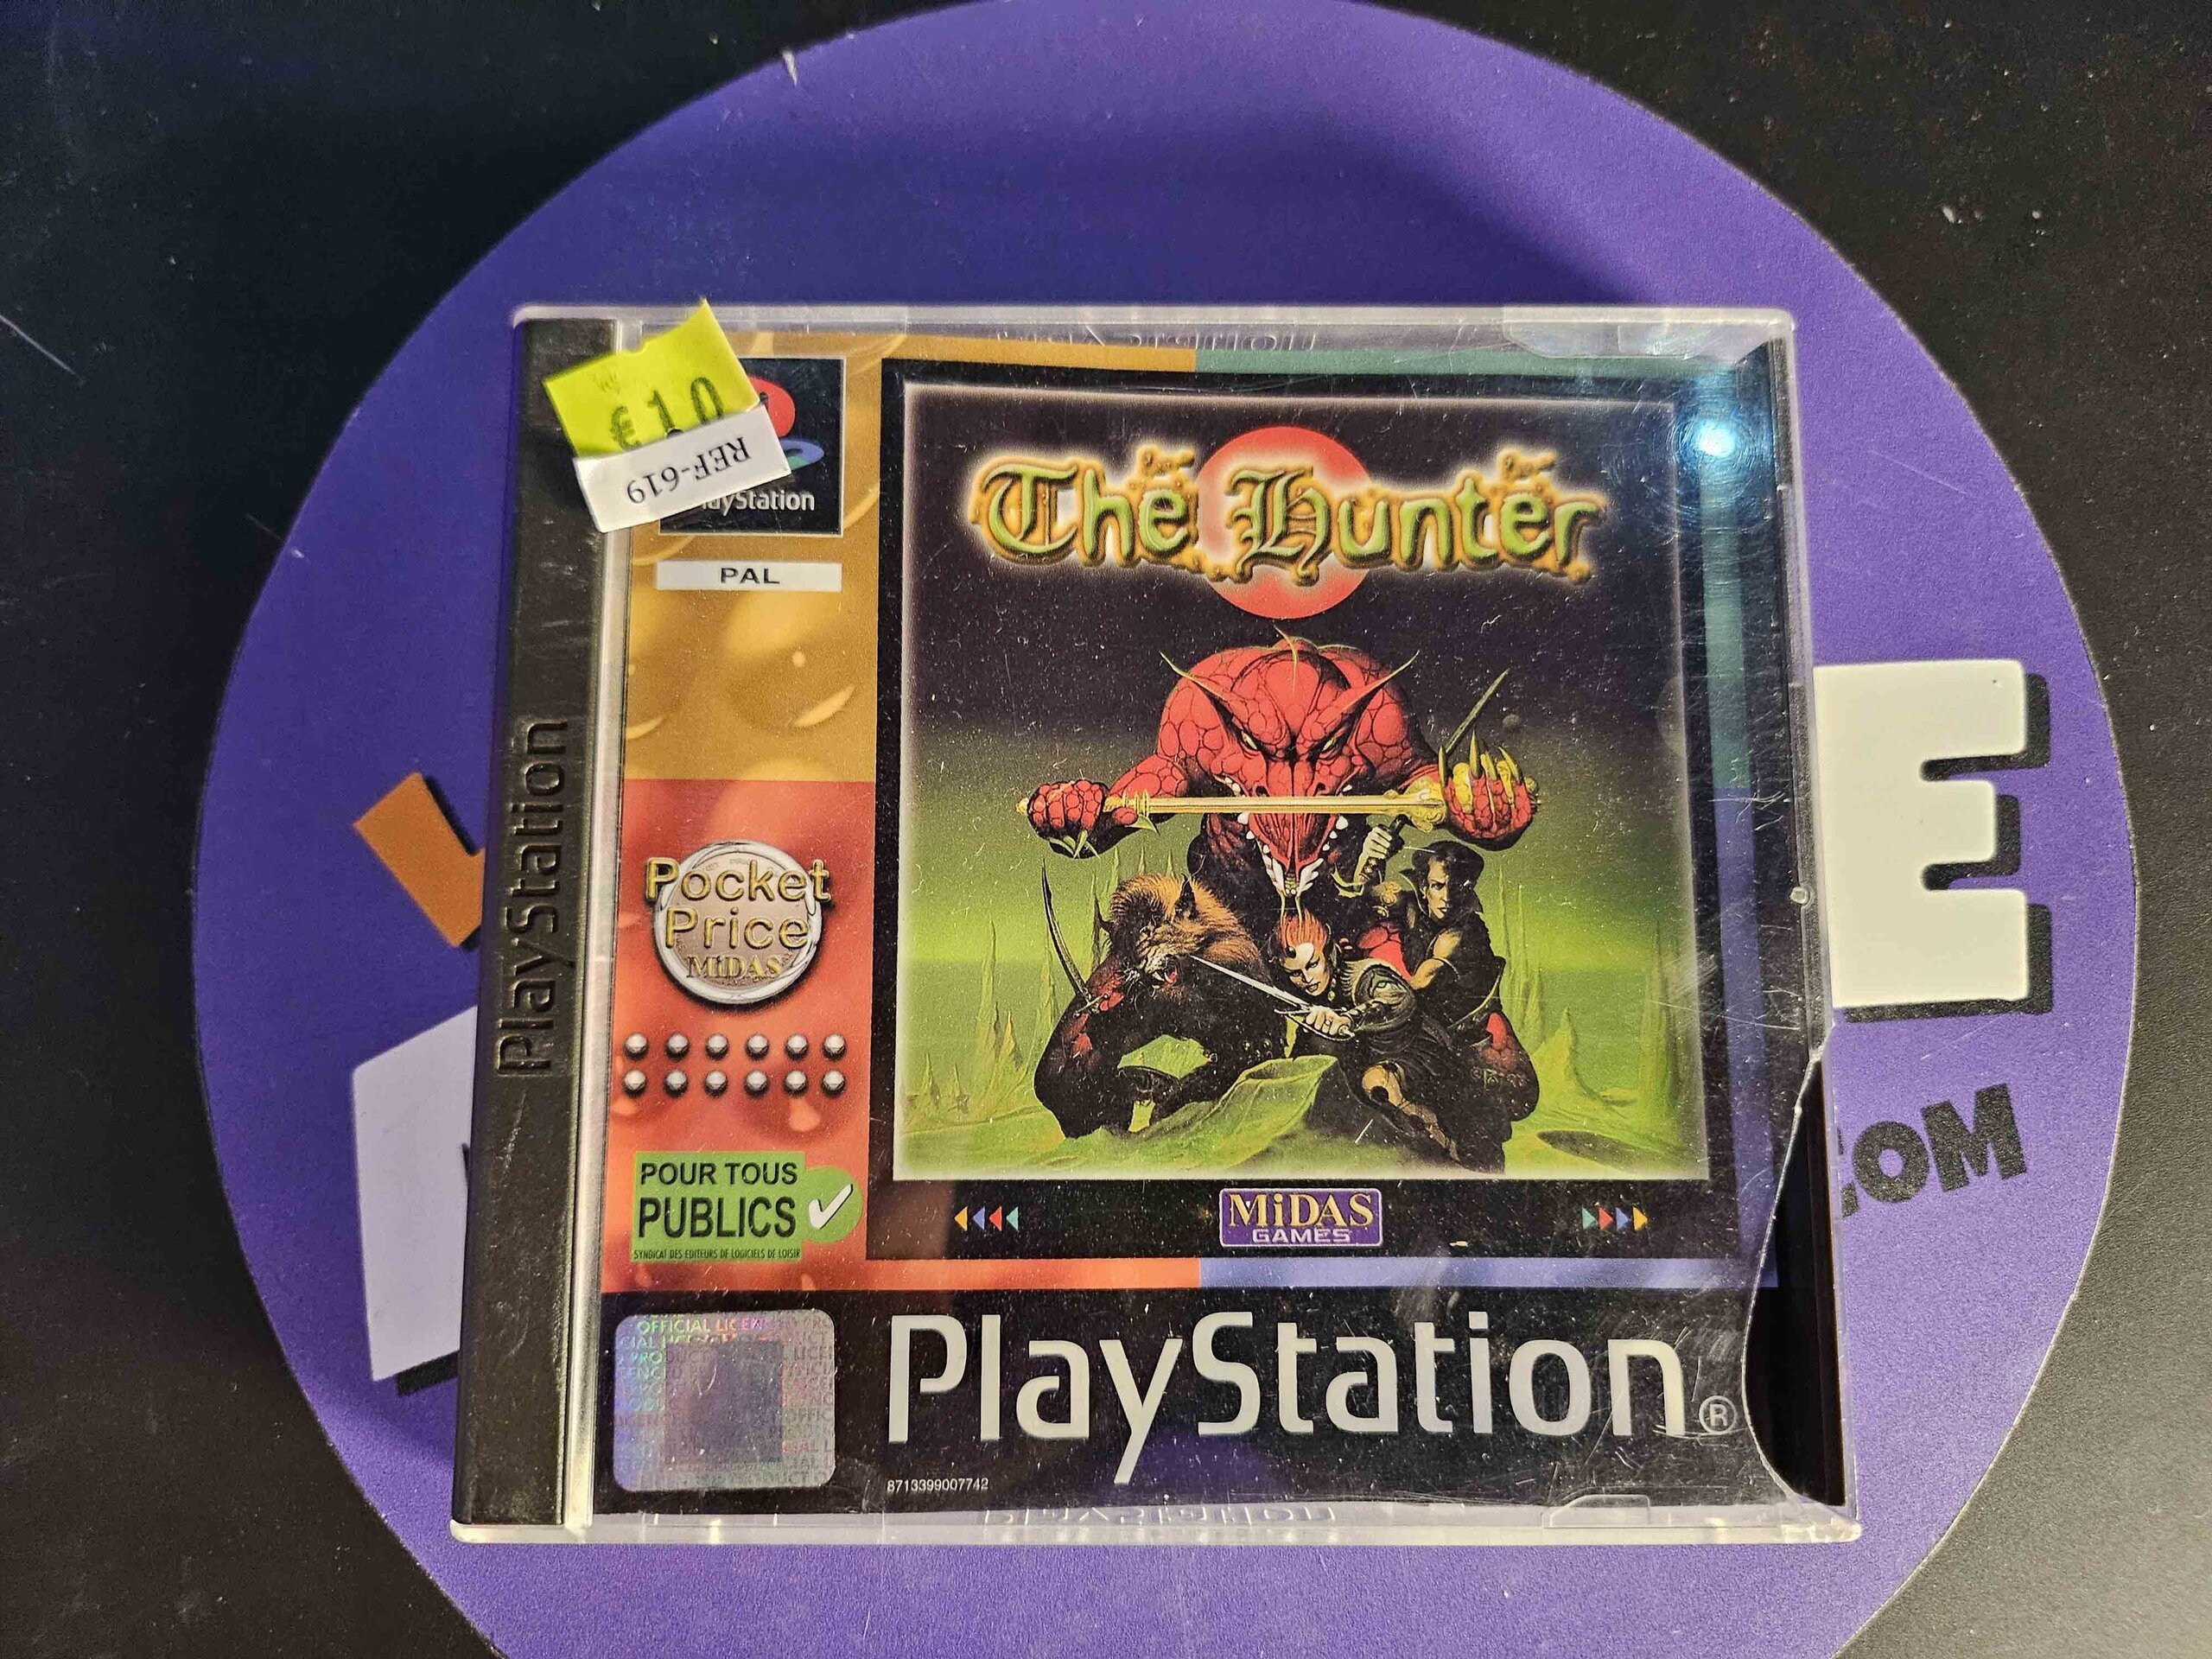 €10
REF-619
PlayStation
PAL
The Hunter
PlayStation
Pocket
Price
MiDAS
POUR TOUS
PUBLICS
SYNDICAT DES EDITEURS DE LOGICIELS DE LOISIR
MiDAS
GAMES
PlayStation®
8713399007742
E
.COM